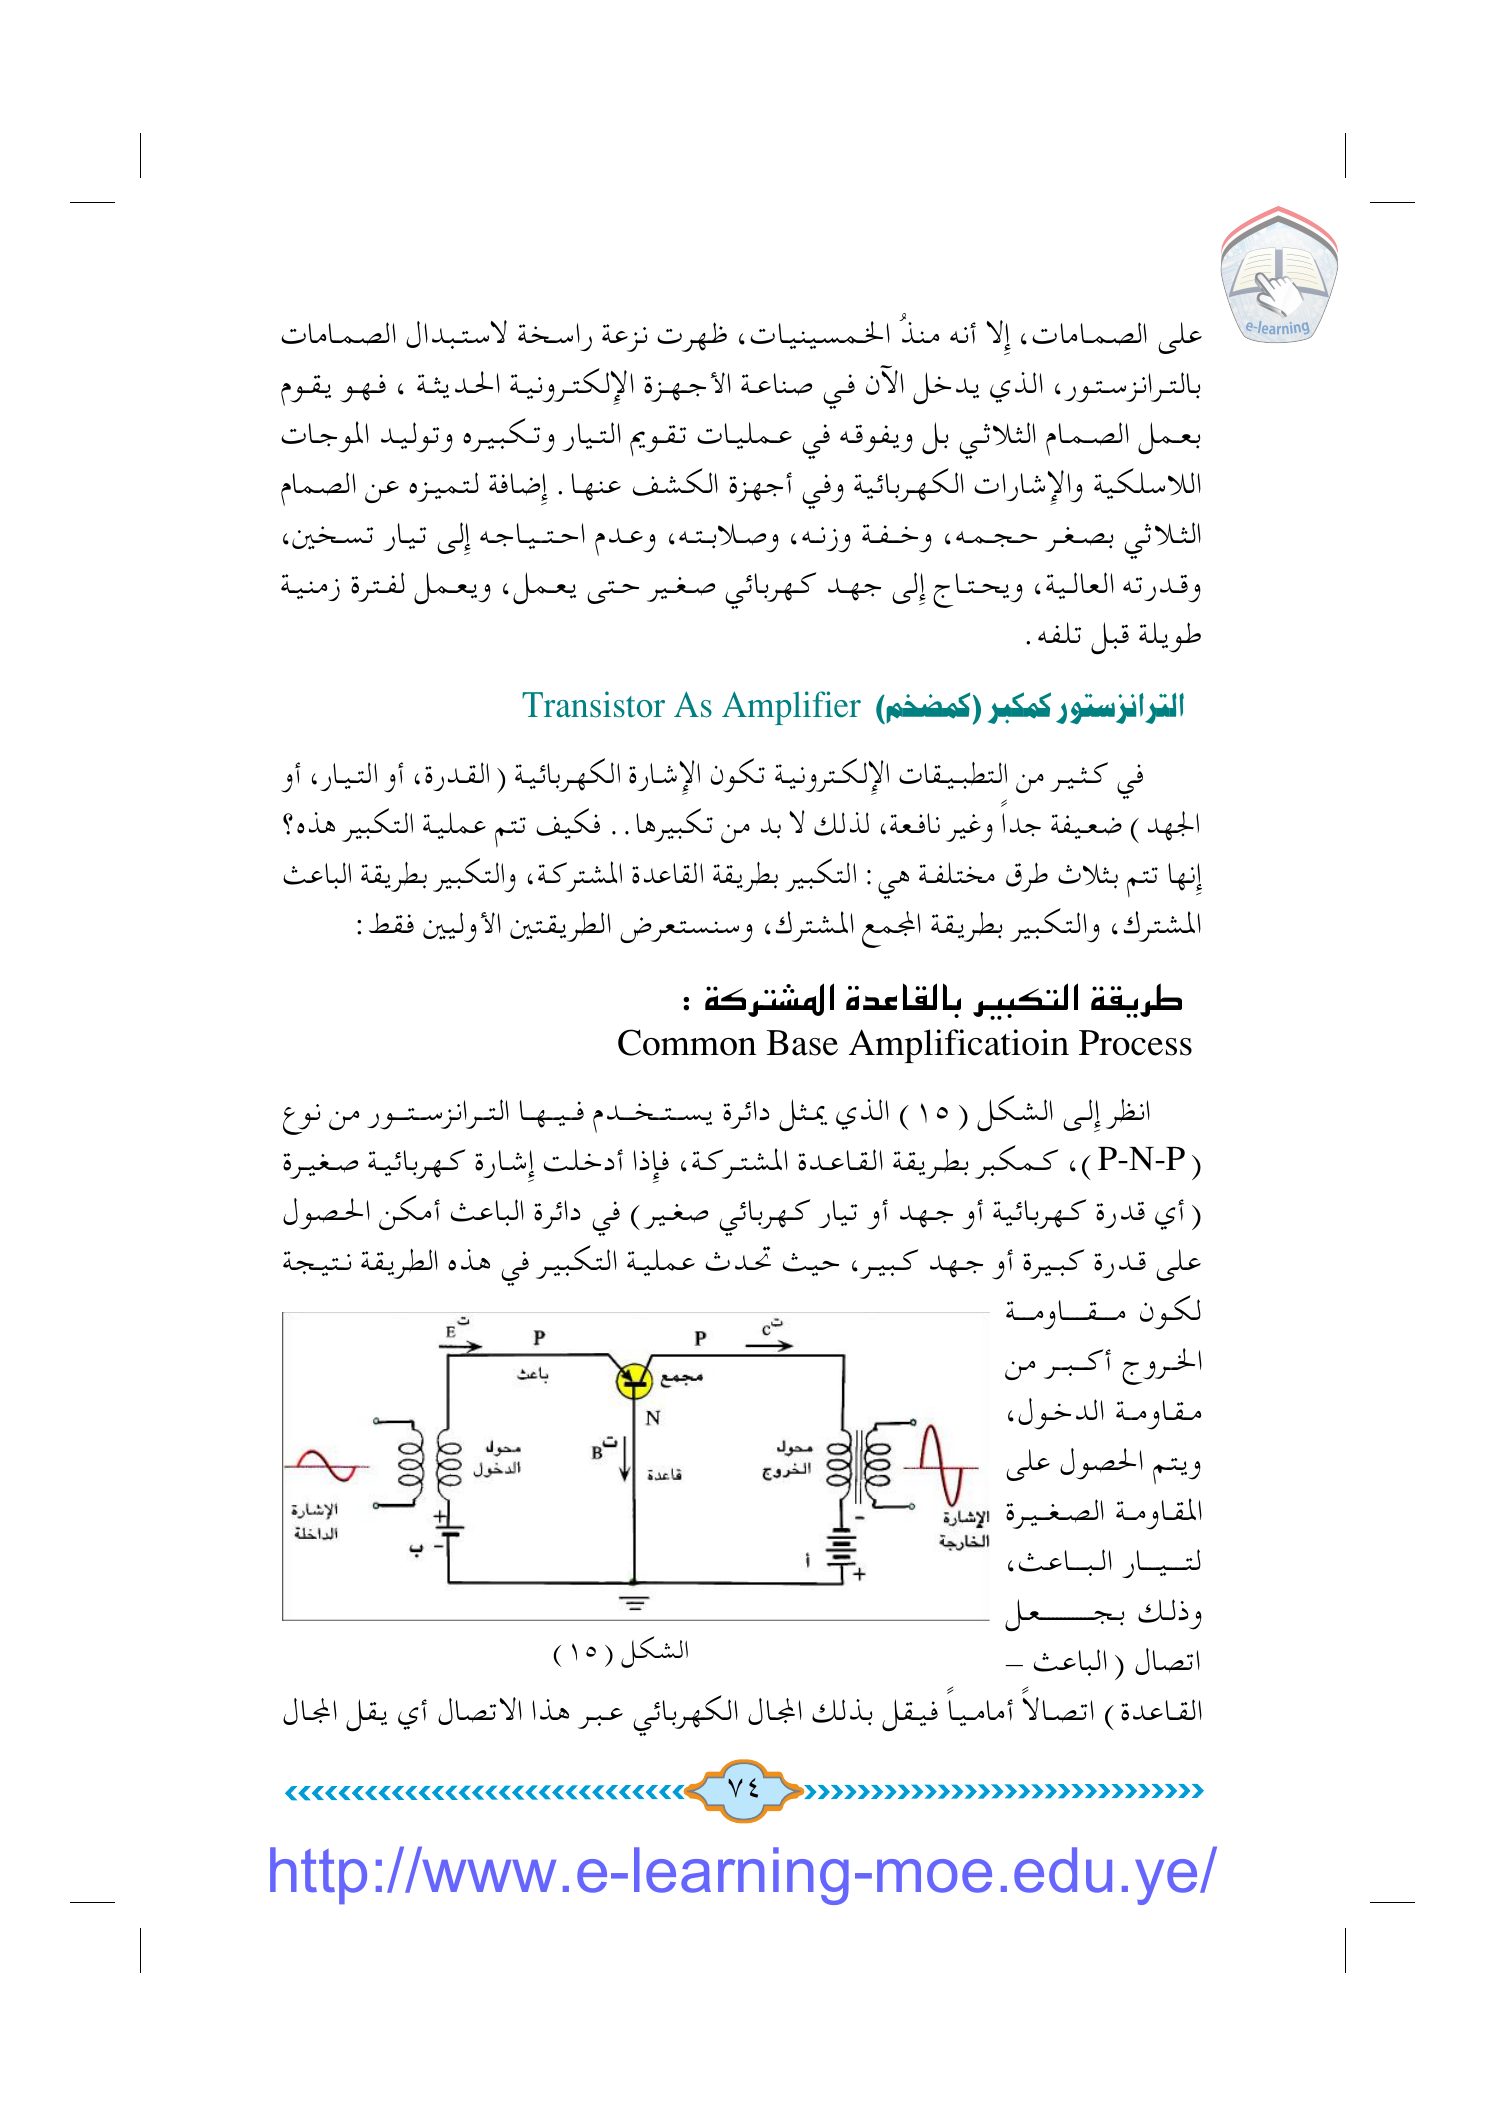 e-learning
على الصمامات، إلا أنه منذُ الخمسينيات، ظهرت نزعة راسخة لاستبدال الصمامات
بالترانزستور، الذي يدخل الآن في صناعة الأجهزة الإلكترونية الحديثة ، فهو يقوم
بعمل الصمام الثلاثي بل ويفوقه في عمليات تقويم التيار وتكبيره وتوليد الموجات
اللاسلكية والإشارات الكهربائية وفي أجهزة الكشف عنها . إضافة لتميزه عن الصمام
الثلاثي بصغر حجمه، وخفة وزنه، وصلابته، وعدم احتياجه إلى تيار تسخين،
وقدرته العالية، ويحتاج إلى جهد كهربائي صغير حتى يعمل، ويعمل لفترة زمنية
طويلة قبل تلفه .
الترانزستور كمكبر (كمضخم) Transistor As Amplifier
في كثير من التطبيقات الإلكترونية تكون الإشارة الكهربائية ( القدرة، أو التيار، أو
الجهد ) ضعيفة جداً وغير نافعة، لذلك لا بد من تكبيرها . . فكيف تتم عملية التكبير هذه؟
إنها تتم بثلاث طرق مختلفة هي : التكبير بطريقة القاعدة المشتركة، والتكبير بطريقة الباعث
المشترك، والتكبير بطريقة المجمع المشترك، وسنستعرض الطريقتين الأوليين فقط :
طريقة التكبير بالقاعدة المشتركة :
Common Base Amplificatioin Process
انظر إلى الشكل ( ١٥ ) الذي يمثل دائرة يستخدم فيها الترانزستور من نوع
( P-N-P )، كمكبر بطريقة القاعدة المشتركة، فإذا أدخلت إشارة كهربائية صغيرة
( أي قدرة كهربائية أو جهد أو تيار كهربائي صغير ) في دائرة الباعث أمكن الحصول
على قدرة كبيرة أو جهد كبير، حيث تحدث عملية التكبير في هذه الطريقة نتيجة
لكون مقاومة
الخروج أكبر من
مقاومة الدخول،
ويتم الحصول على
المقاومة الصغيرة
لتيار الباعث،
وذلك بجعل
اتصال ( الباعث –
ت E
P
P
ت C
باعث
مجمع
N
محول
الدخول
ت B
قاعدة
محول
الخروج
الإشارة
الداخلة
الإشارة
الخارجة
+
ب -
-
أ
+
الشكل ( ١٥ )
القاعدة ) اتصالاً أمامياً فيقل بذلك المجال الكهربائي عبر هذا الاتصال أي يقل المجال
٧٤
http://www.e-learning-moe.edu.ye/